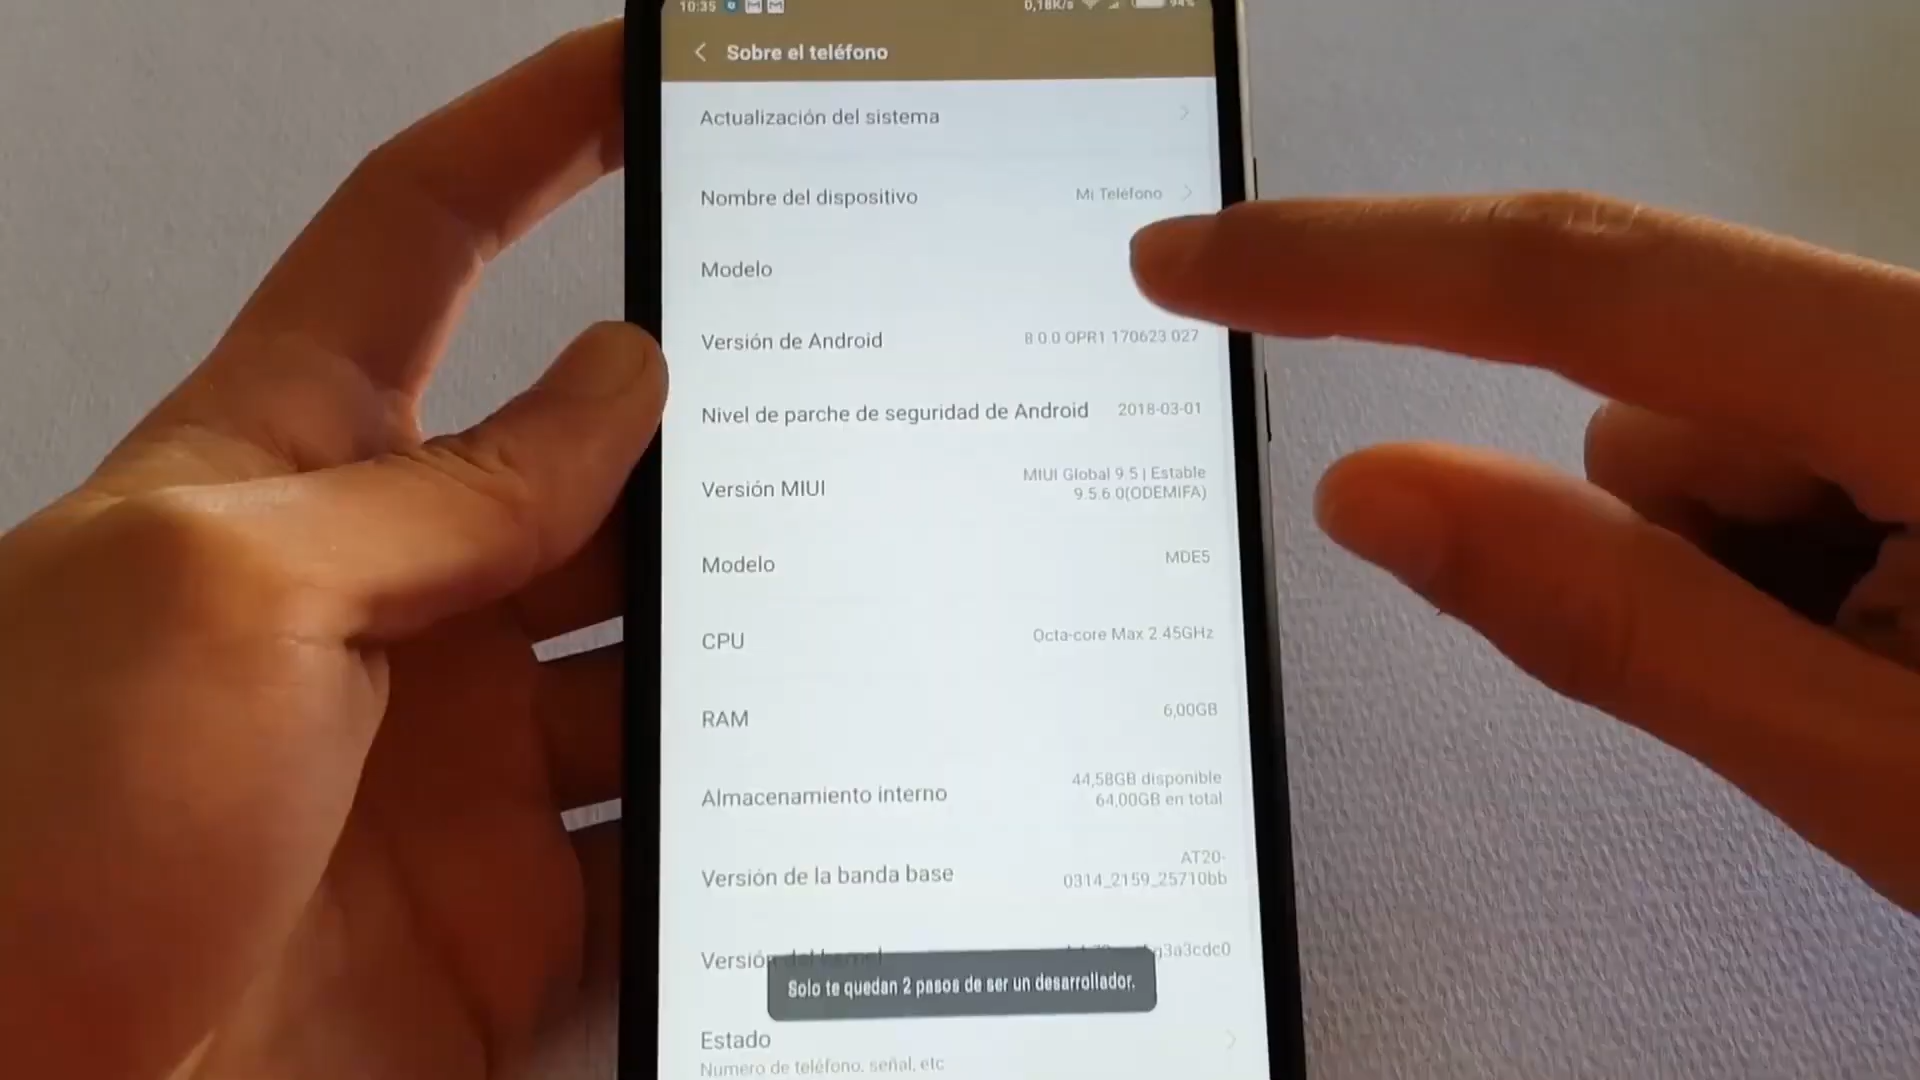 10:35 0,18K/s 94%
Sobre el teléfono
Actualización del sistema
Nombre del dispositivo Mi Teléfono
Modelo
Versión de Android 8.0.0 OPR1.170623.027
Nivel de parche de seguridad de Android 2018-03-01
Versión MIUI MIUI Global 9.5 | Estable
9.5.6.0(ODEMIFA)
Modelo MDE5
CPU Octa-core Max 2.45GHz
RAM 6,00GB
Almacenamiento interno 44,58GB disponible
64,00GB en total
Versión de la banda base AT20-
0314_2159_25710bb
Versión del kernel
Solo te quedan 2 pasos de ser un desarrollador.
Estado
Numero de teléfono, señal, etc